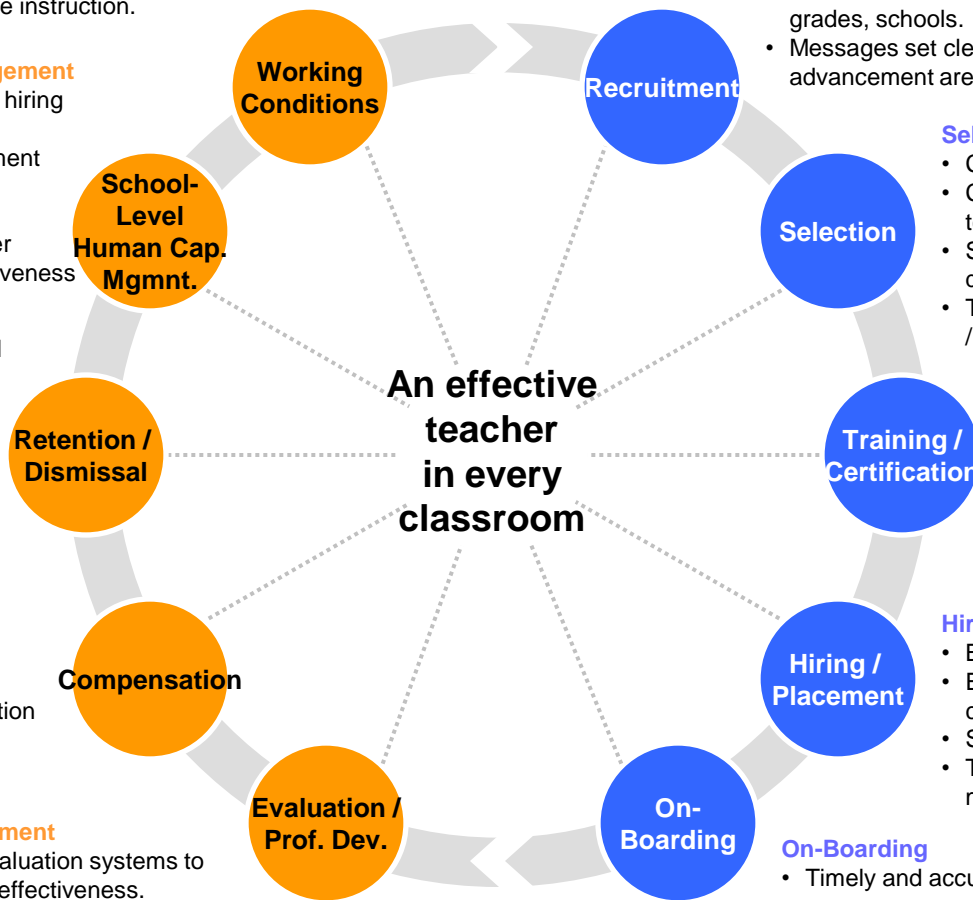 e instruction.
gement
hiring
ment
er
iveness
tion
ment
aluation systems to
effectiveness.
Working
Conditions
School-
Level
Human Cap.
Mgmnt.
Retention /
Dismissal
Compensation
Evaluation /
Prof. Dev.
An effective
teacher
in every
classroom
Recruitment
Selection
Training /
Certification
Hiring /
Placement
On-
Boarding
grades, schools.
• Messages set cle
advancement are
Sel
• S
• T
/
Hir
• S
• T
On-Boarding
• Timely and accu